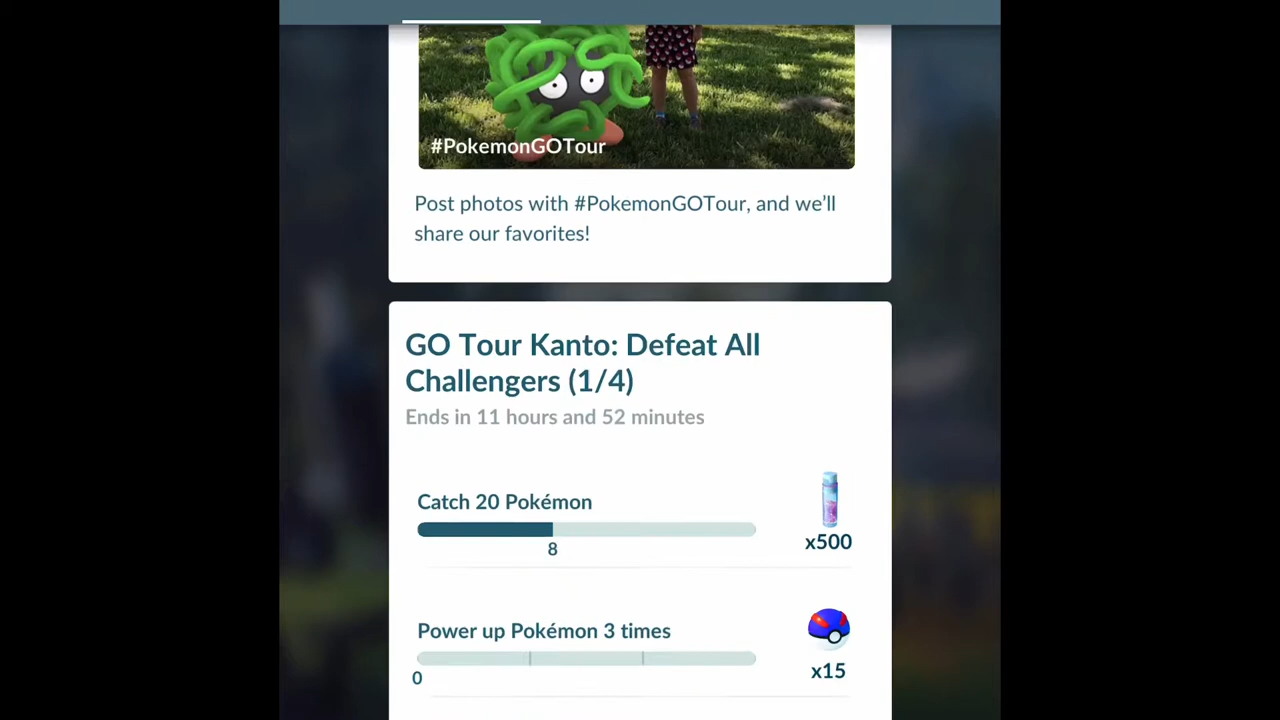 #PokemonGOTour
Post photos with #PokemonGOTour, and we'll
share our favorites!
GO Tour Kanto: Defeat All
Challengers (1/4)
Ends in 11 hours and 52 minutes
Catch 20 Pokémon
8
x500
Power up Pokémon 3 times
0
x15